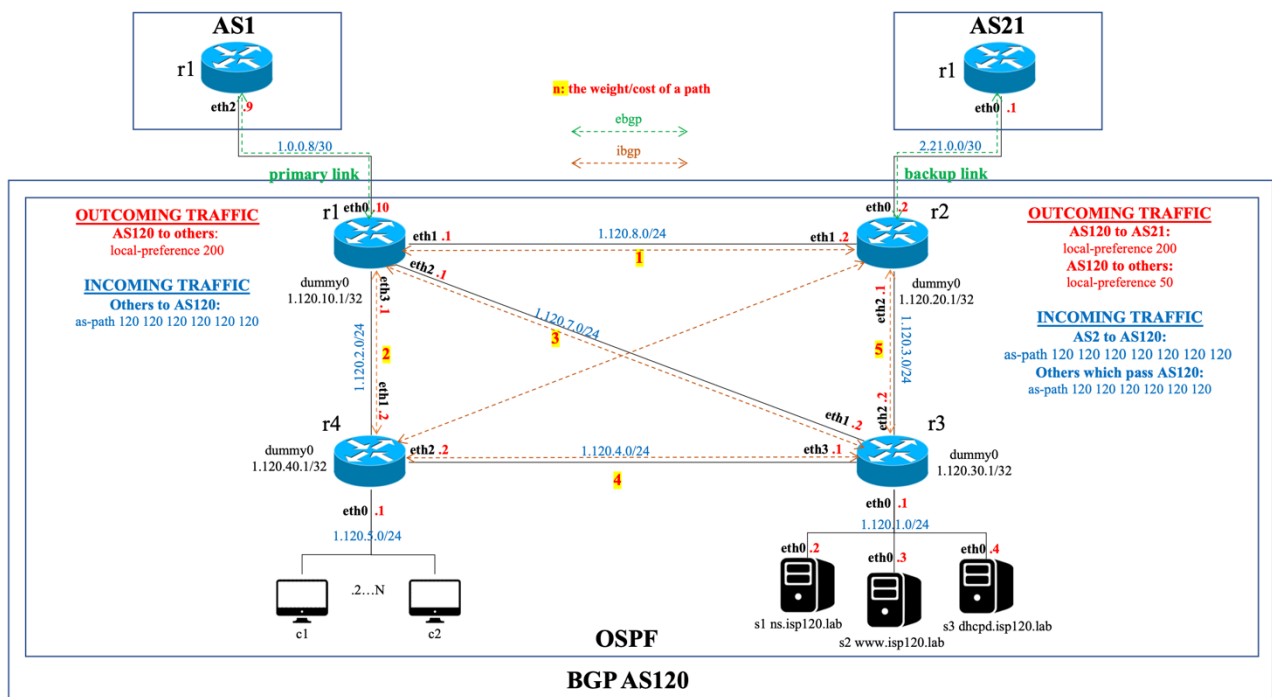 AS1
AS21
r1
r1
n: the weight/cost of a path
eth2 .9
eth0 .1
ebgp
1.0.0.8/30
ibgp
2.21.0.0/30
primary link
backup link
OUTCOMING TRAFFIC
AS120 to others:
local-preference 200
INCOMING TRAFFIC
Others to AS120:
as-path 120 120 120 120 120 120
eth0 .10
r1
eth1 .1
1.120.8.0/24
1
eth1 .2
eth0 .2
r2
OUTCOMING TRAFFIC
AS120 to AS21:
local-preference 200
AS120 to others:
local-preference 50
INCOMING TRAFFIC
AS2 to AS120:
as-path 120 120 120 120 120 120 120
Others which pass AS120:
as-path 120 120 120 120 120 120
dummy0
1.120.10.1/32
eth3 .1
eth2 .1
dummy0
1.120.20.1/32
eth2 .1
1.120.2.0/24
2
1.120.7.0/24
3
5
1.120.3.0/24
eth1 .2
eth1 .2
eth2 .2
r4
r3
dummy0
1.120.40.1/32
eth2 .2
1.120.4.0/24
eth3 .1
4
dummy0
1.120.30.1/32
eth0 .1
1.120.5.0/24
eth0 .1
1.120.1.0/24
eth0 .2
eth0 .3
eth0 .4
.2…N
c1
c2
s1 ns.isp120.lab
s2 www.isp120.lab
s3 dhcpd.isp120.lab
OSPF
BGP AS120